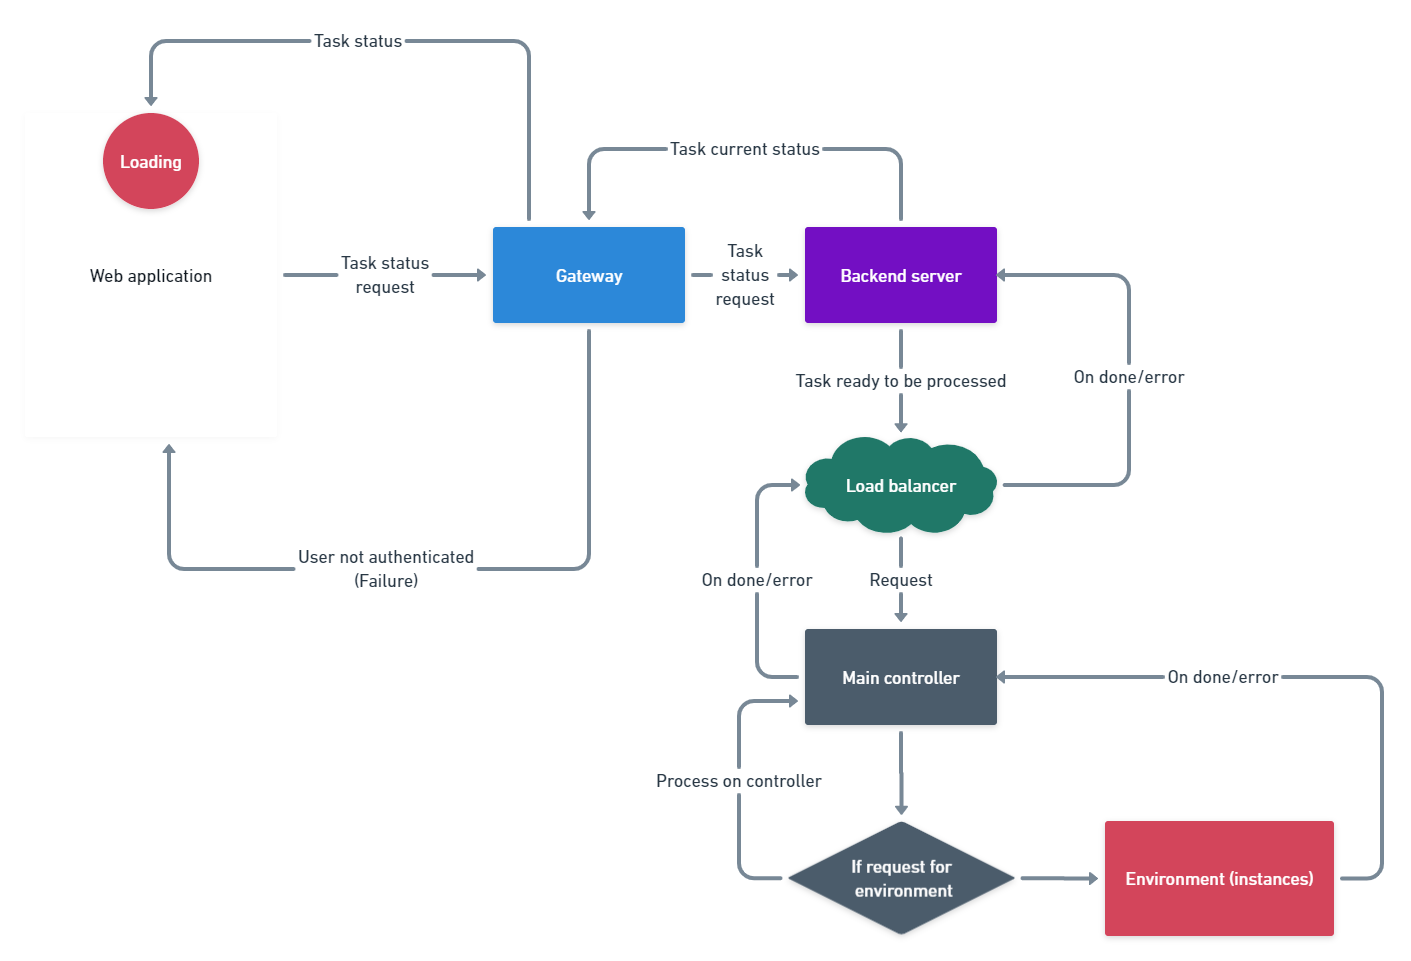 Task status
Loading
Task current status
Web application
Task status
request
Gateway
Task
status
request
Backend server
Task ready to be processed
On done/error
Load balancer
User not authenticated
(Failure)
On done/error
Request
Main controller
On done/error
Process on controller
If request for
environment
Environment (instances)